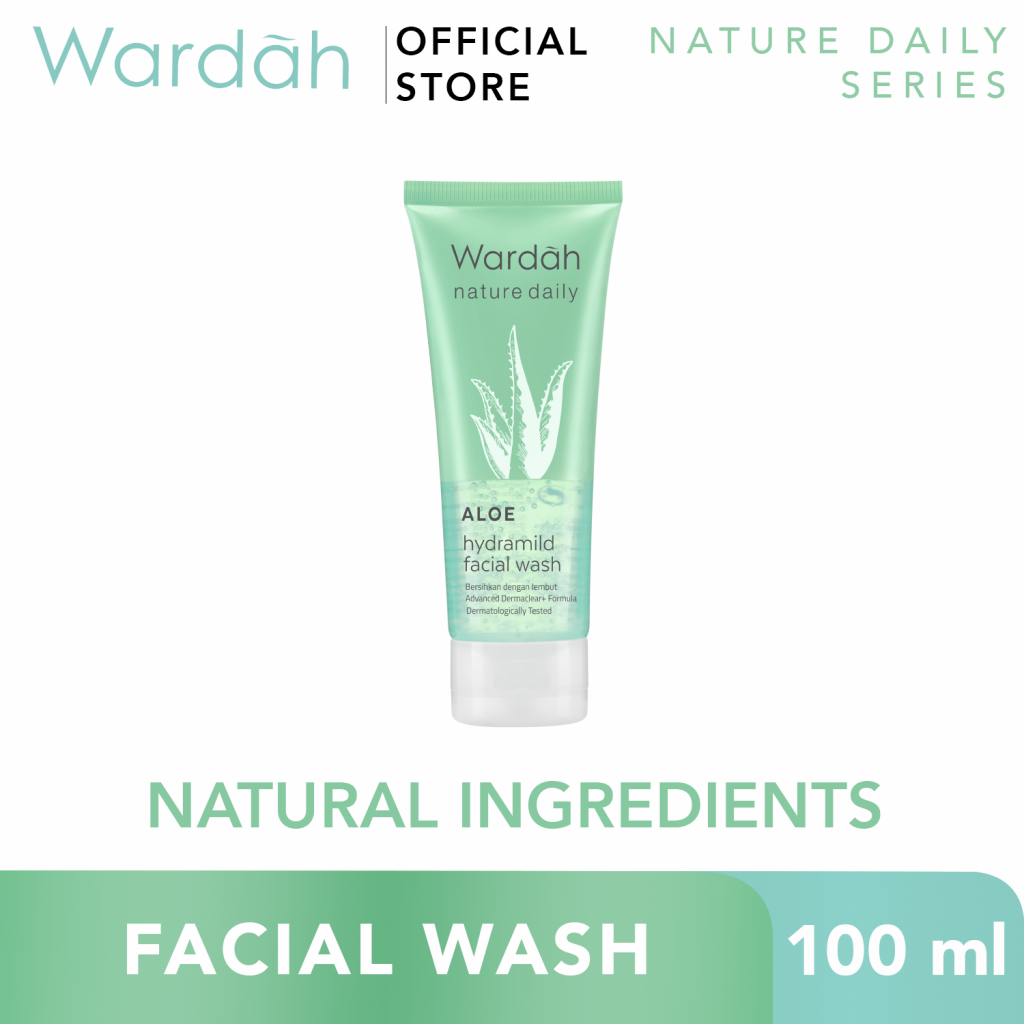 Wardah
OFFICIAL
STORE
NATURE DAILY
SERIES
Wardah
nature daily
ALOE
hydramild
facial wash
Bersihkan dengan lembut
Advanced Dermaclear+ Formula
Dermatologically Tested
NATURAL INGREDIENTS
FACIAL WASH
100 ml